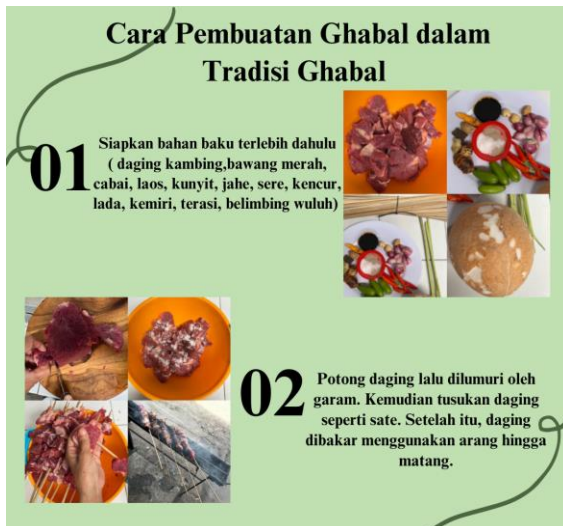 Cara Pembuatan Ghabal dalam
Tradisi Ghabal
01
Siapkan bahan baku terlebih dahulu
( daging kambing,bawang merah,
cabai, laos, kunyit, jahe, sere, kencur,
lada, kemiri, terasi, belimbing wuluh)
02
Potong daging lalu dilumuri oleh
garam. Kemudian tusukan daging
seperti sate. Setelah itu, daging
dibakar menggunakan arang hingga
matang.